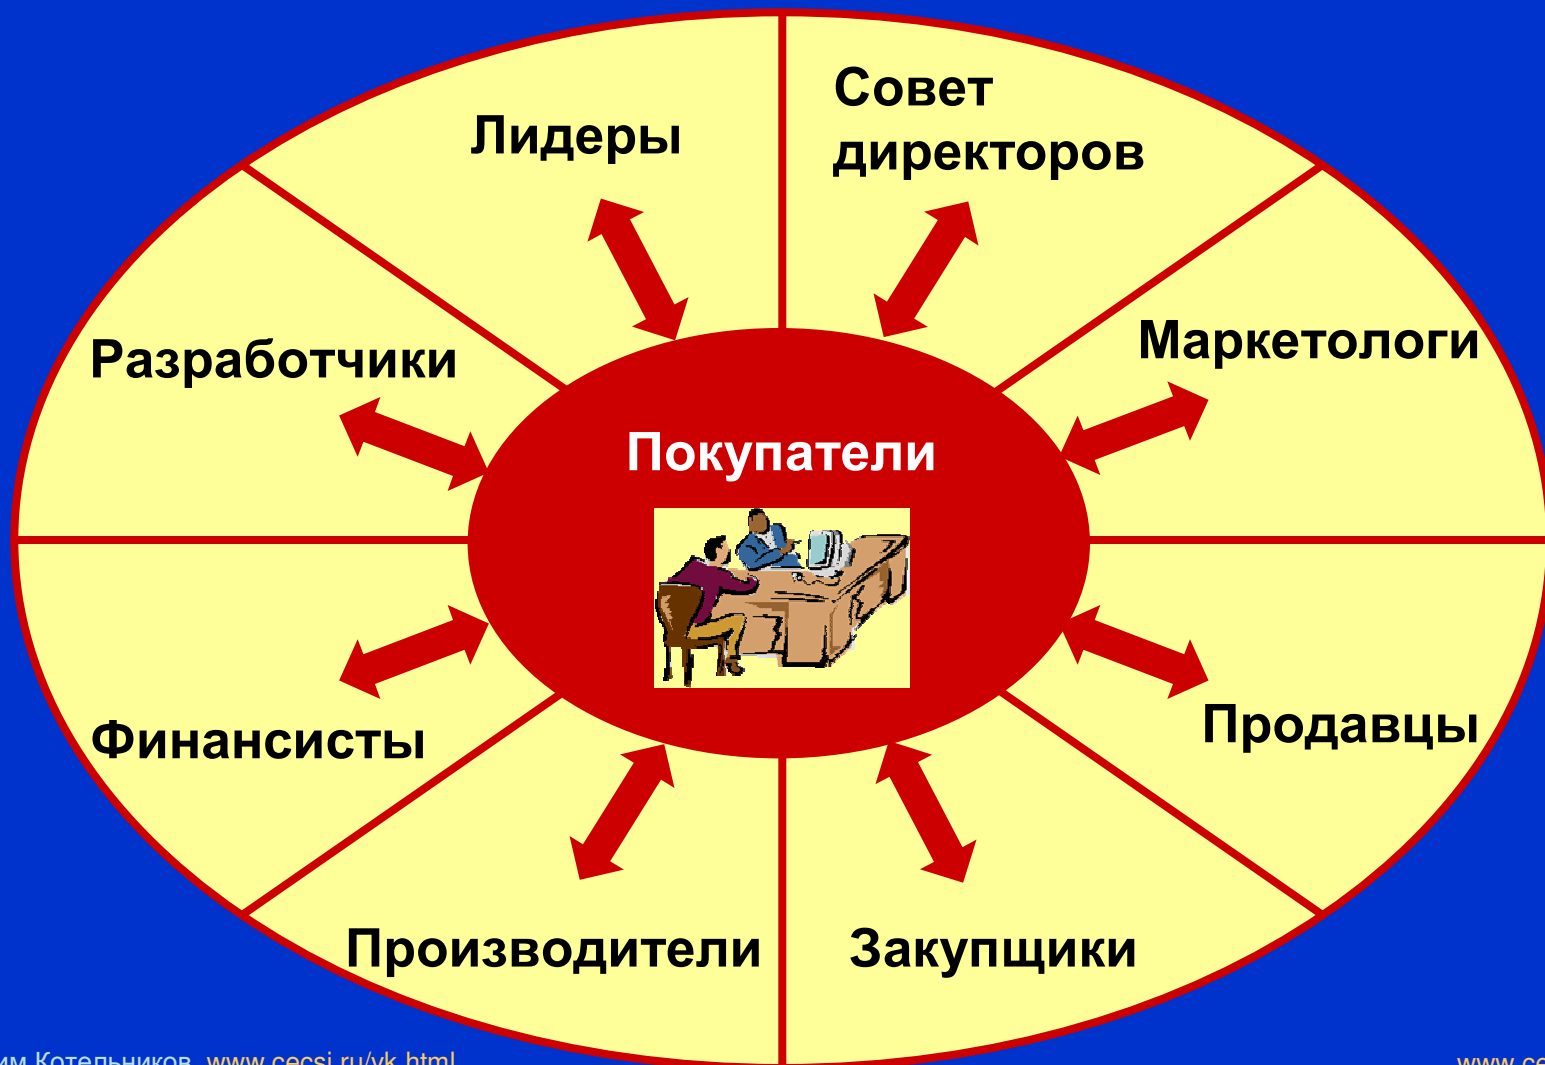 Совет
директоров
Лидеры
Маркетологи
Разработчики
Покупатели
Продавцы
Финансисты
Производители
Закупщики
Котельников www.cecsi.ru/vk.html